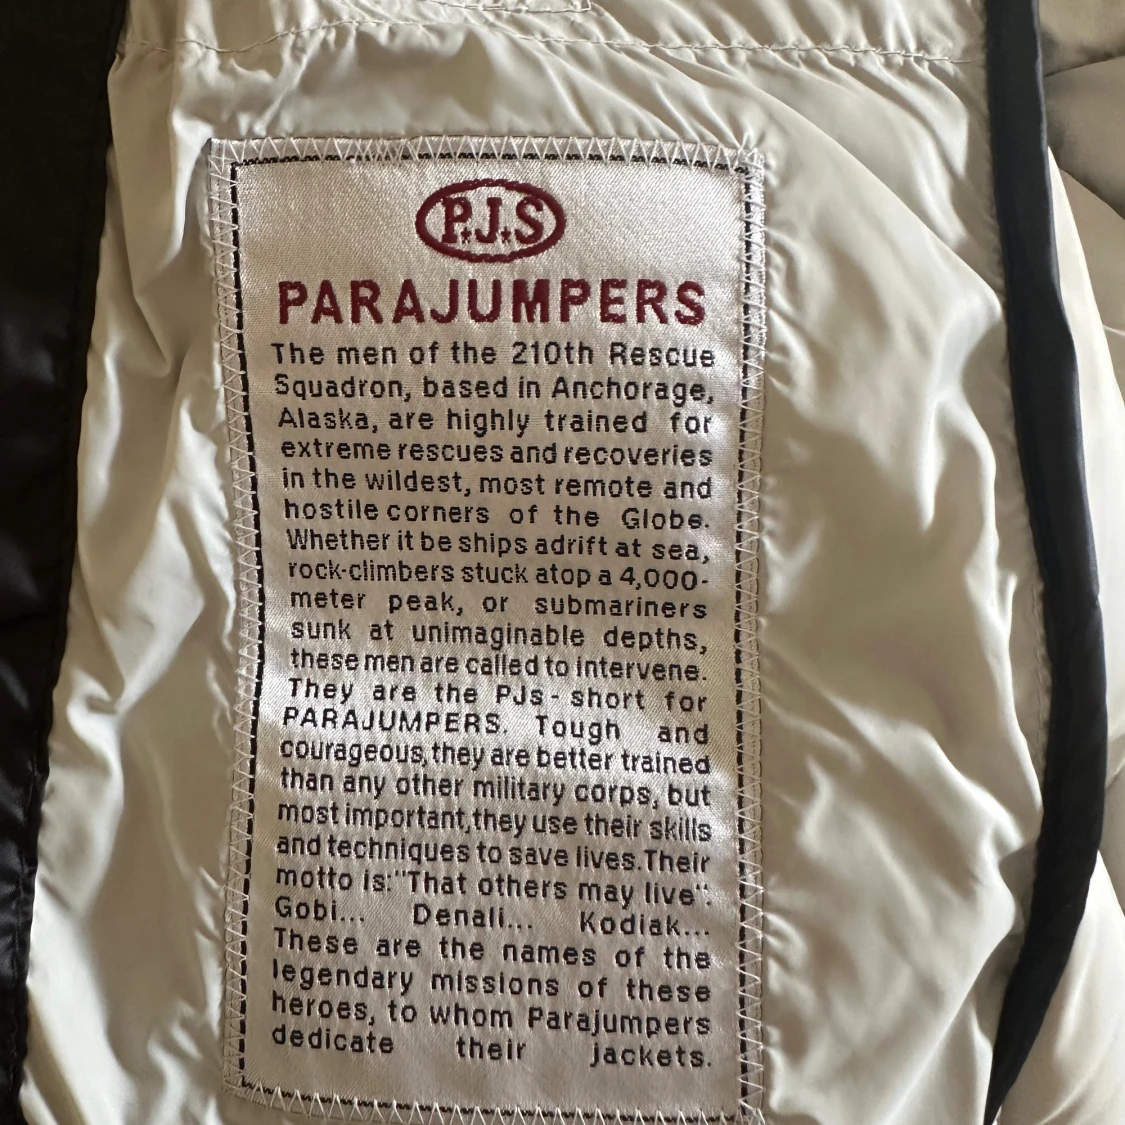 P.J.S
PARAJUMPERS
The men of the 210th Rescue
Squadron, based in Anchorage,
Alaska, are highly trained for
extreme rescues and recoveries
in the wildest, most remote and
hostile corners of the Globe.
Whether it be ships adrift at sea,
rock-climbers stuck atop a 4,000-
meter peak, or submariners
sunk at unimaginable depths,
these men are called to intervene.
They are the PJs - short for
PARAJUMPERS. Tough and
courageous, they are better trained
than any other military corps, but
most important, they use their skills
and techniques to save lives. Their
motto is: "That others may live".
Gobi... Denali... Kodiak...
These are the names of the
legendary missions of these
heroes, to whom Parajumpers
dedicate their jackets.